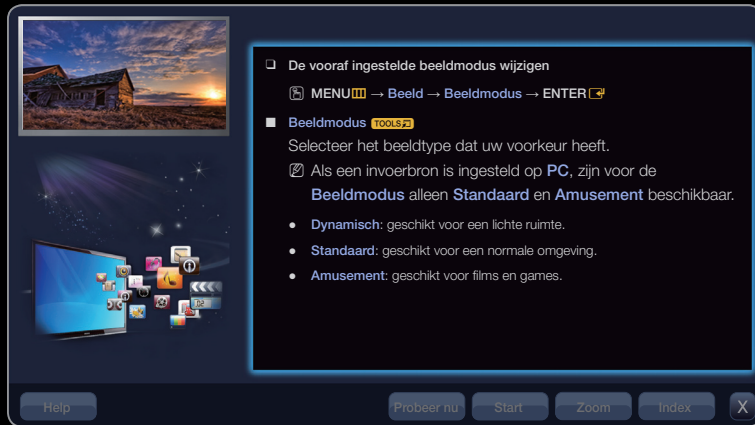 ❑ De vooraf ingestelde beeldmodus wijzigen
MENU → Beeld → Beeldmodus → ENTER
■ Beeldmodus TOOLS
Selecteer het beeldtype dat uw voorkeur heeft.
Als een invoerbron is ingesteld op PC, zijn voor de
Beeldmodus alleen Standaard en Amusement beschikbaar.
● Dynamisch: geschikt voor een lichte ruimte.
● Standaard: geschikt voor een normale omgeving.
● Amusement: geschikt voor films en games.
Help
Probeer nu
Start
Zoom
Index
X